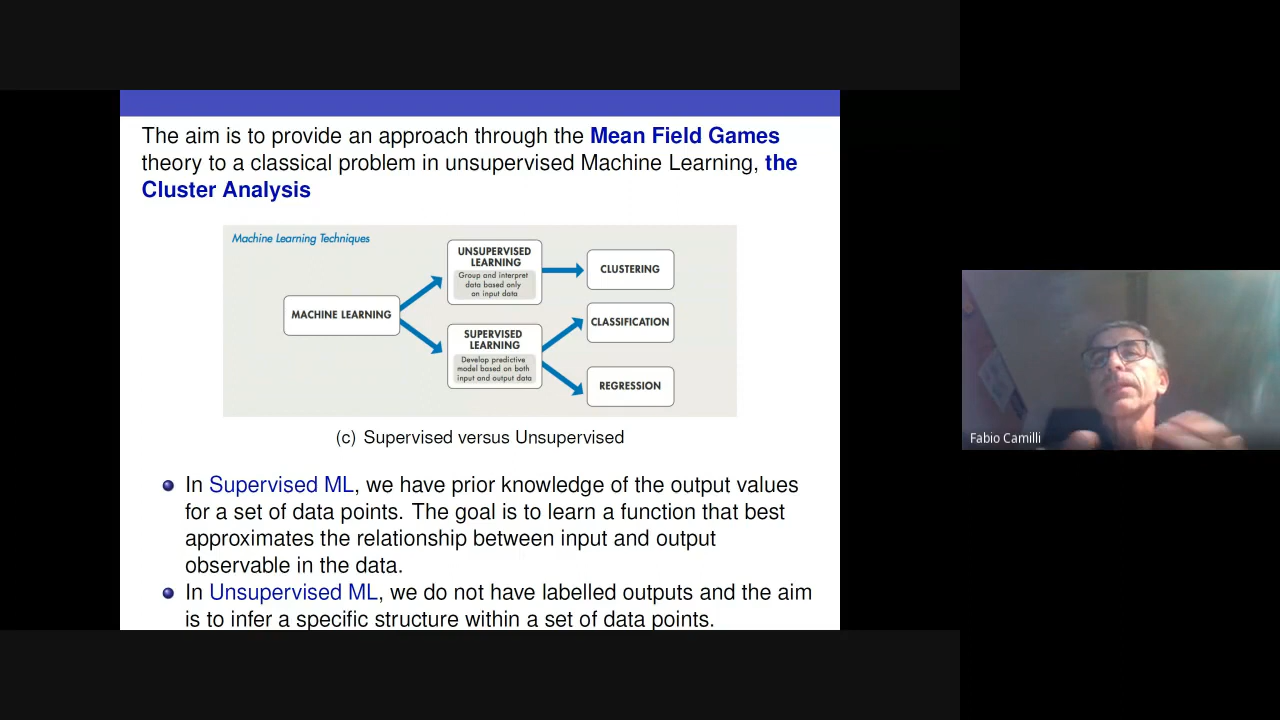 The aim is to provide an approach through the Mean Field Games
theory to a classical problem in unsupervised Machine Learning, the
Cluster Analysis
Machine Learning Techniques
UNSUPERVISED
LEARNING
Group and interpret
data based only
on input data
CLUSTERING
MACHINE LEARNING
SUPERVISED
LEARNING
Develop predictive
model based on both
input and output data
CLASSIFICATION
REGRESSION
(c) Supervised versus Unsupervised
In Supervised ML, we have prior knowledge of the output values
for a set of data points. The goal is to learn a function that best
approximates the relationship between input and output
observable in the data.
In Unsupervised ML, we do not have labelled outputs and the aim
is to infer a specific structure within a set of data points.
Fabio Camilli